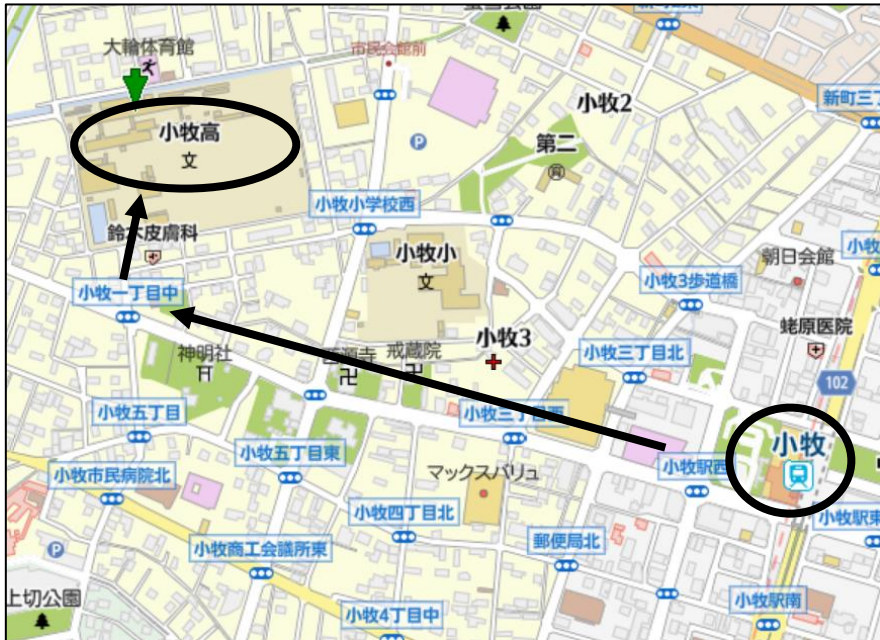 大輪体育館
市民会館前
小牧2
新町三丁
小牧高
文
P
第二
小牧小学校西
鈴木皮膚科
小牧小
文
朝日会館
小牧
小牧一丁目中
小牧3歩道橋
蛯原医院
神明社
戒蔵院
小牧3
小牧三丁目北
102
小牧五丁目
小牧三丁目西
小牧
小牧市民病院北
小牧五丁目東
マックスバリュ
小牧駅西
小牧四丁目北
小牧駅東
P
小牧商工会議所東
郵便局北
上切公園
小牧4丁目中
小牧駅南